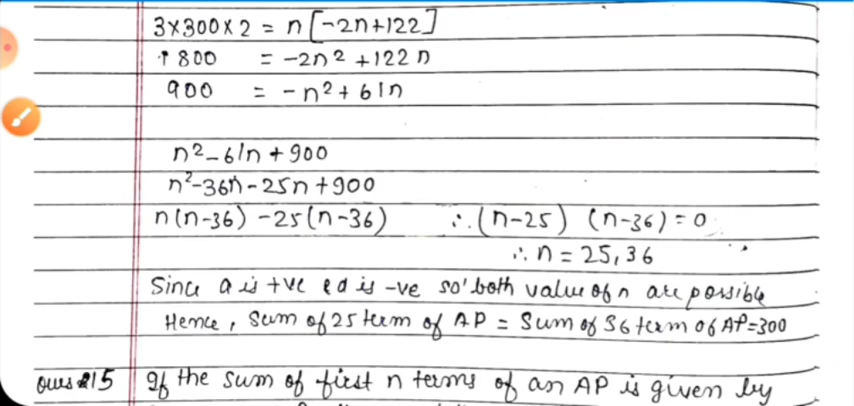 3×300×2 = n[-2n+122]
1800 = -2n²+122n
900 = -n²+61n
n²-61n+900
n²-36n-25n+900
n(n-36) -25(n-36) ∴(n-25) (n-36)=0
∴ n = 25,36
Since a is +ve & d is -ve so' both value of n are possible
Hence, Sum of 25 term of AP = Sum of 36 term of AP=300
Ques 15 If the sum of first n terms of an AP is given by